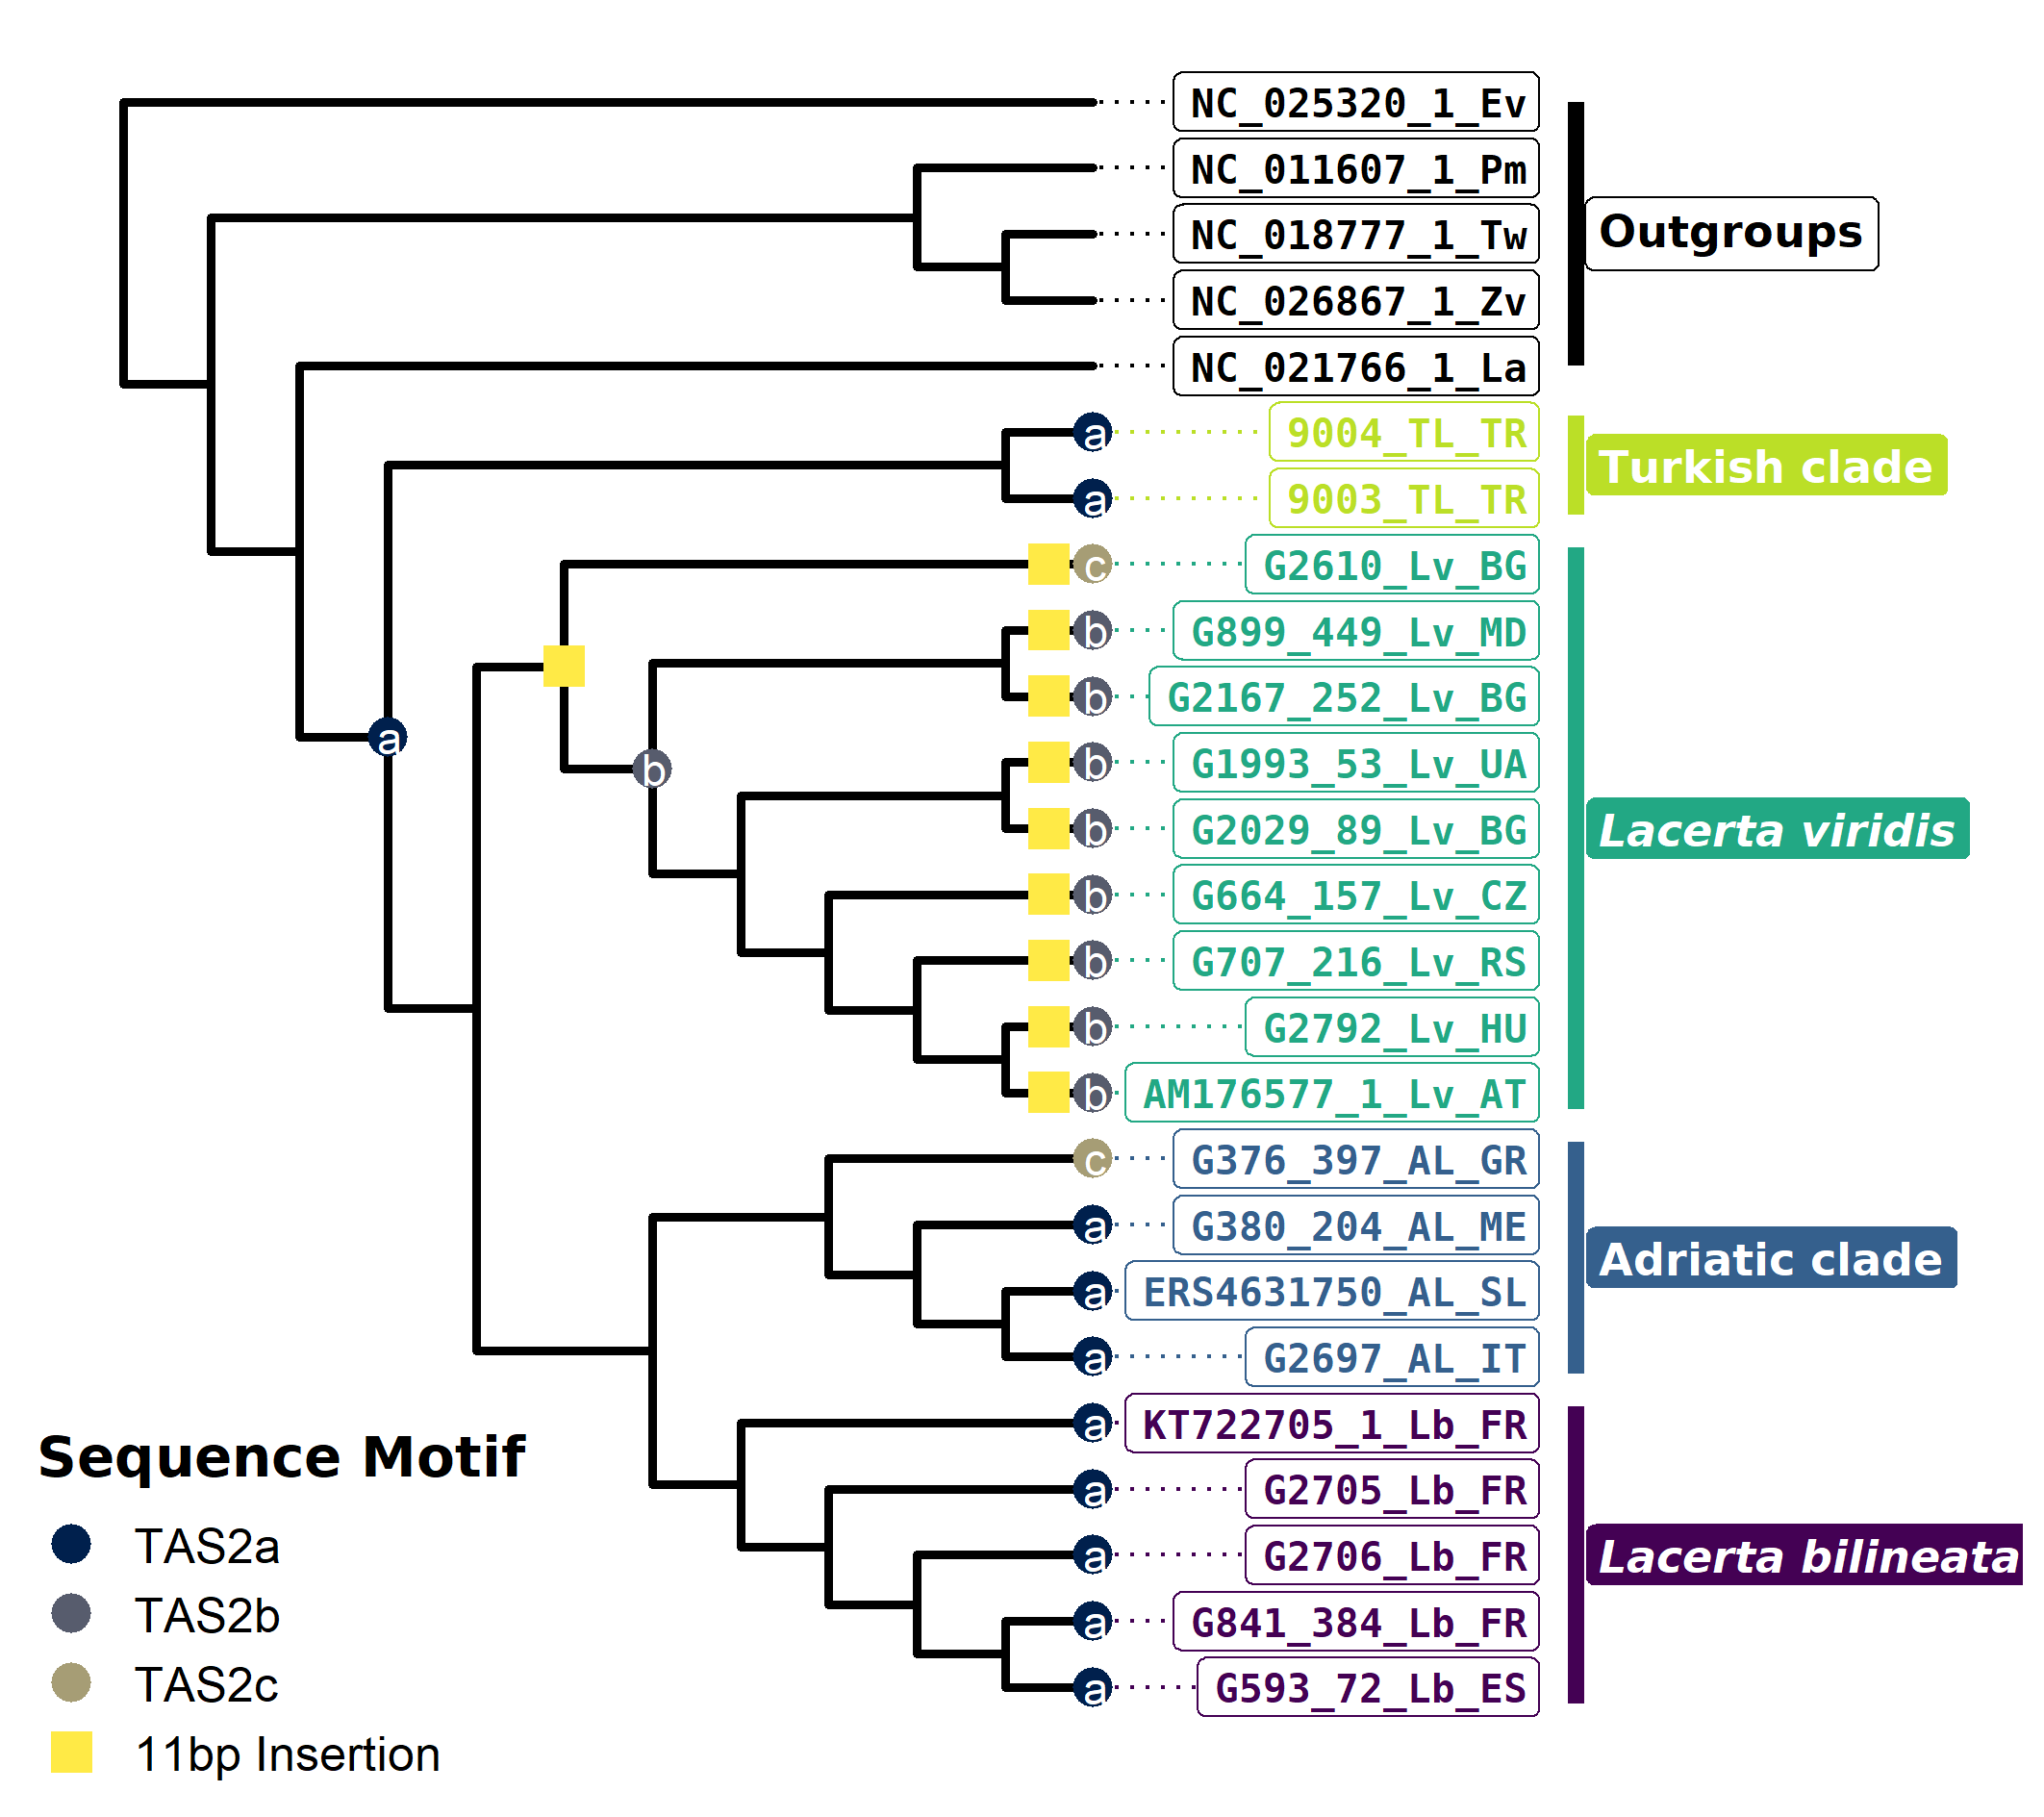 NC_025320_1_Ev
NC_011607_1_Pm
NC_018777_1_Tw
Outgroups
NC_026867_1_Zv
NC_021766_1_La
a 9004_TL_TR
Turkish clade
a 9003_TL_TR
c G2610_Lv_BG
b G899_449_Lv_MD
b G2167_252_Lv_BG
a
b
b G1993_53_Lv_UA
b G2029_89_Lv_BG
Lacerta viridis
b G664_157_Lv_CZ
b G707_216_Lv_RS
b G2792_Lv_HU
b AM176577_1_Lv_AT
c G376_397_AL_GR
a G380_204_AL_ME
Adriatic clade
a ERS4631750_AL_SL
a G2697_AL_IT
a KT722705_1_Lb_FR
a G2705_Lb_FR
a G2706_Lb_FR
Lacerta bilineata
a G841_384_Lb_FR
a G593_72_Lb_ES
Sequence Motif
TAS2a
TAS2b
TAS2c
11bp Insertion